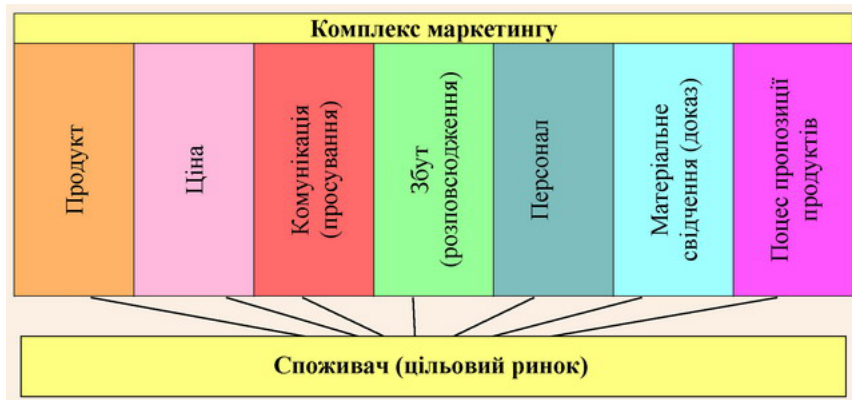 Комплекс маркетингу
Продукт
Ціна
Комунікація
(просування)
Збут
(розповсюдження)
Персонал
Матеріальне
свідчення (доказ)
Поцес пропозиції
продуктів
Споживач (цільовий ринок)